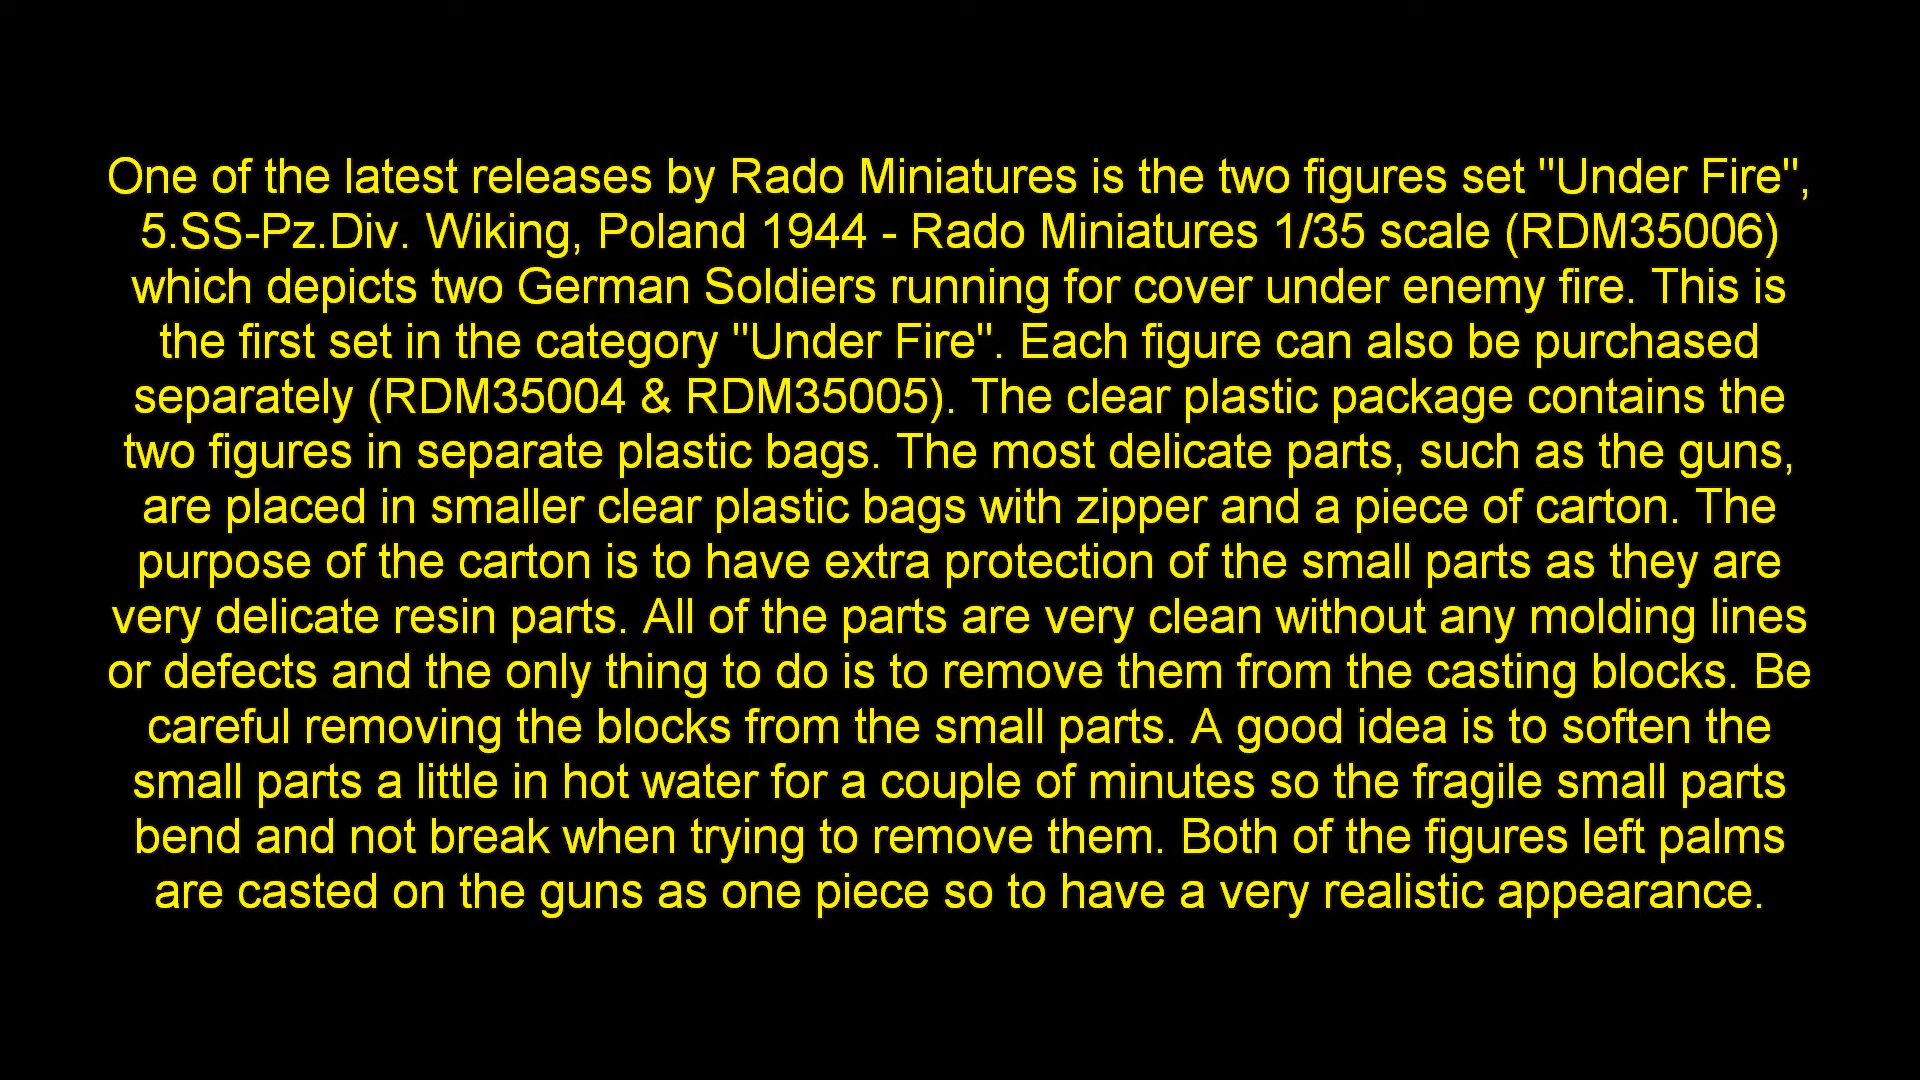 One of the latest releases by Rado Miniatures is the two figures set "Under Fire",
5.SS-Pz.Div. Wiking, Poland 1944 - Rado Miniatures 1/35 scale (RDM35006)
which depicts two German Soldiers running for cover under enemy fire. This is
the first set in the category "Under Fire". Each figure can also be purchased
separately (RDM35004 & RDM35005). The clear plastic package contains the
two figures in separate plastic bags. The most delicate parts, such as the guns,
are placed in smaller clear plastic bags with zipper and a piece of carton. The
purpose of the carton is to have extra protection of the small parts as they are
very delicate resin parts. All of the parts are very clean without any molding lines
or defects and the only thing to do is to remove them from the casting blocks. Be
careful removing the blocks from the small parts. A good idea is to soften the
small parts a little in hot water for a couple of minutes so the fragile small parts
bend and not break when trying to remove them. Both of the figures left palms
are casted on the guns as one piece so to have a very realistic appearance.